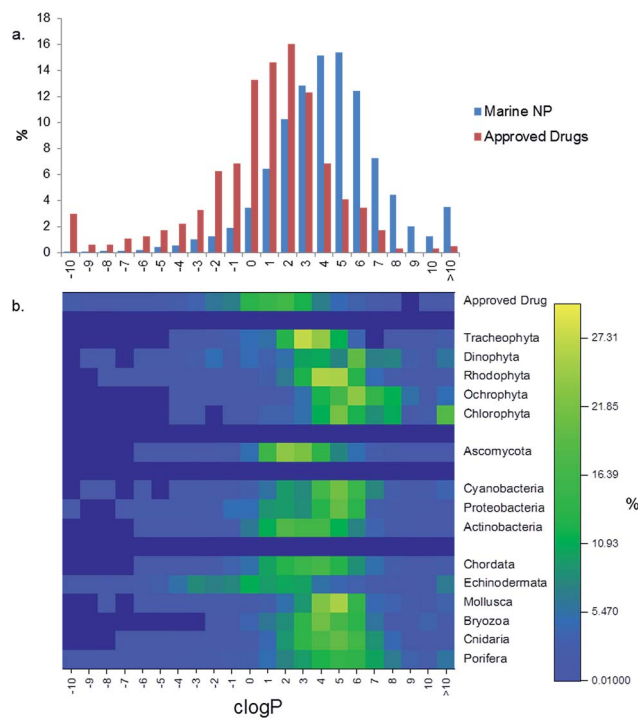 a.
18
16
14
12
10
8
6
4
2
0
%
-10 -9 -8 -7 -6 -5 -4 -3 -2 -1 0 1 2 3 4 5 6 7 8 9 10 >10
Marine NP
Approved Drugs
b.
Approved Drug
Tracheophyta
Dinophyta
Rhodophyta
Ochrophyta
Chlorophyta
Ascomycota
Cyanobacteria
Proteobacteria
Actinobacteria
Chordata
Echinodermata
Mollusca
Bryozoa
Cnidaria
Porifera
-10 -9 -8 -7 -6 -5 -4 -3 -2 -1 0 1 2 3 4 5 6 7 8 9 10 >10
clogP
27.31
21.85
16.39
10.93
5.470
0.01000
%